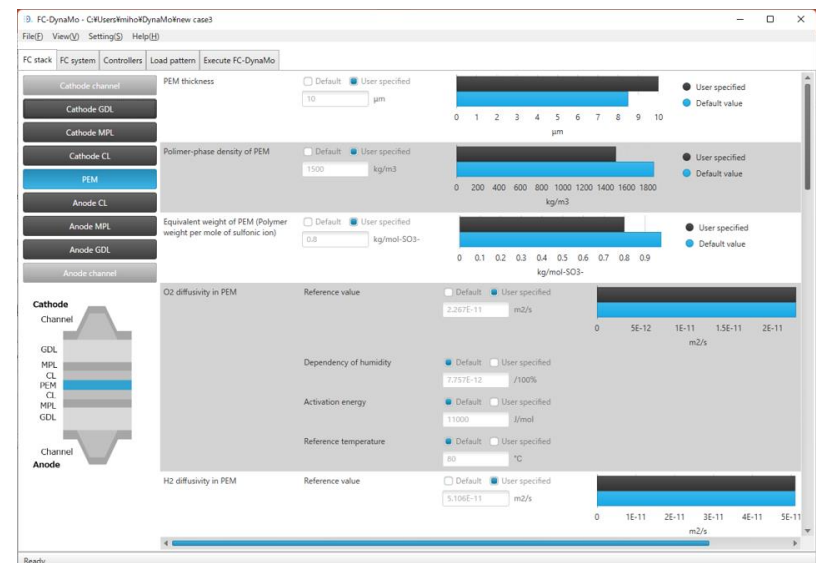 FC-DynaMo - C:¥Users¥miho¥DynaMo¥new case3
File(F) View(V) Setting(S) Help(H)
FC stack FC system Controllers Load pattern Execute FC-DynaMo
Cathode channel
Cathode GDL
Cathode MPL
Cathode CL
PEM
Anode CL
Anode MPL
Anode GDL
Anode channel
Cathode
Channel
GDL
MPL
CL
PEM
CL
MPL
GDL
Channel
Anode
PEM thickness
Default User specified
10 μm
0 1 2 3 4 5 6 7 8 9 10
μm
User specified
Default value
Polimer-phase density of PEM
Default User specified
1500 kg/m3
0 200 400 600 800 1000 1200 1400 1600 1800
kg/m3
User specified
Default value
Equivalent weight of PEM (Polymer
weight per mole of sulfonic ion)
Default User specified
0.8 kg/mol-SO3-
0 0.1 0.2 0.3 0.4 0.5 0.6 0.7 0.8 0.9
kg/mol-SO3-
User specified
Default value
O2 diffusivity in PEM
Reference value
Default User specified
2.267E-11 m2/s
0 5E-12 1E-11 1.5E-11 2E-11
m2/s
Dependency of humidity
Default User specified
7.757E-12 /100%
Activation energy
Default User specified
11000 J/mol
Reference temperature
Default User specified
80 °C
H2 diffusivity in PEM
Reference value
Default User specified
5.106E-11 m2/s
0 1E-11 2E-11 3E-11 4E-11 5E-11
m2/s
Ready